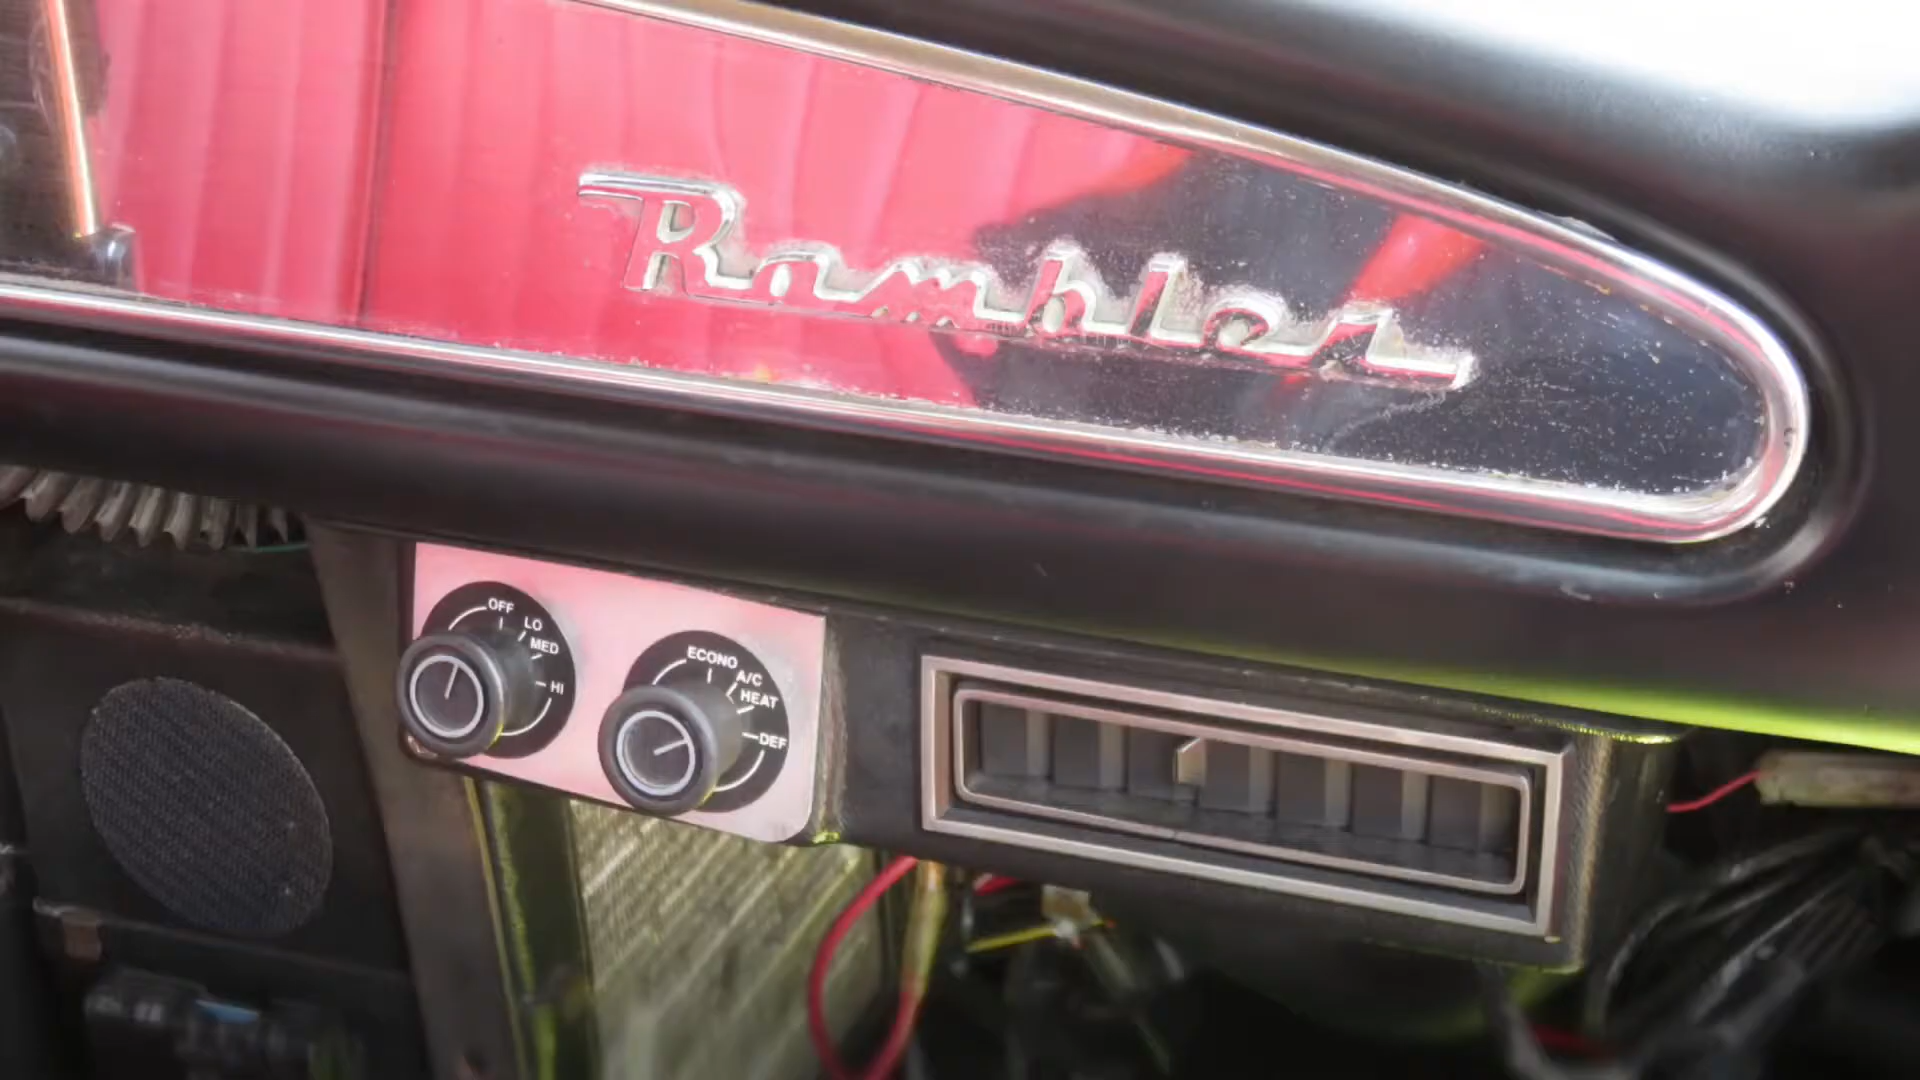 Rambler
OFF
LO
MED
HI
ECONO
A/C
HEAT
DEF